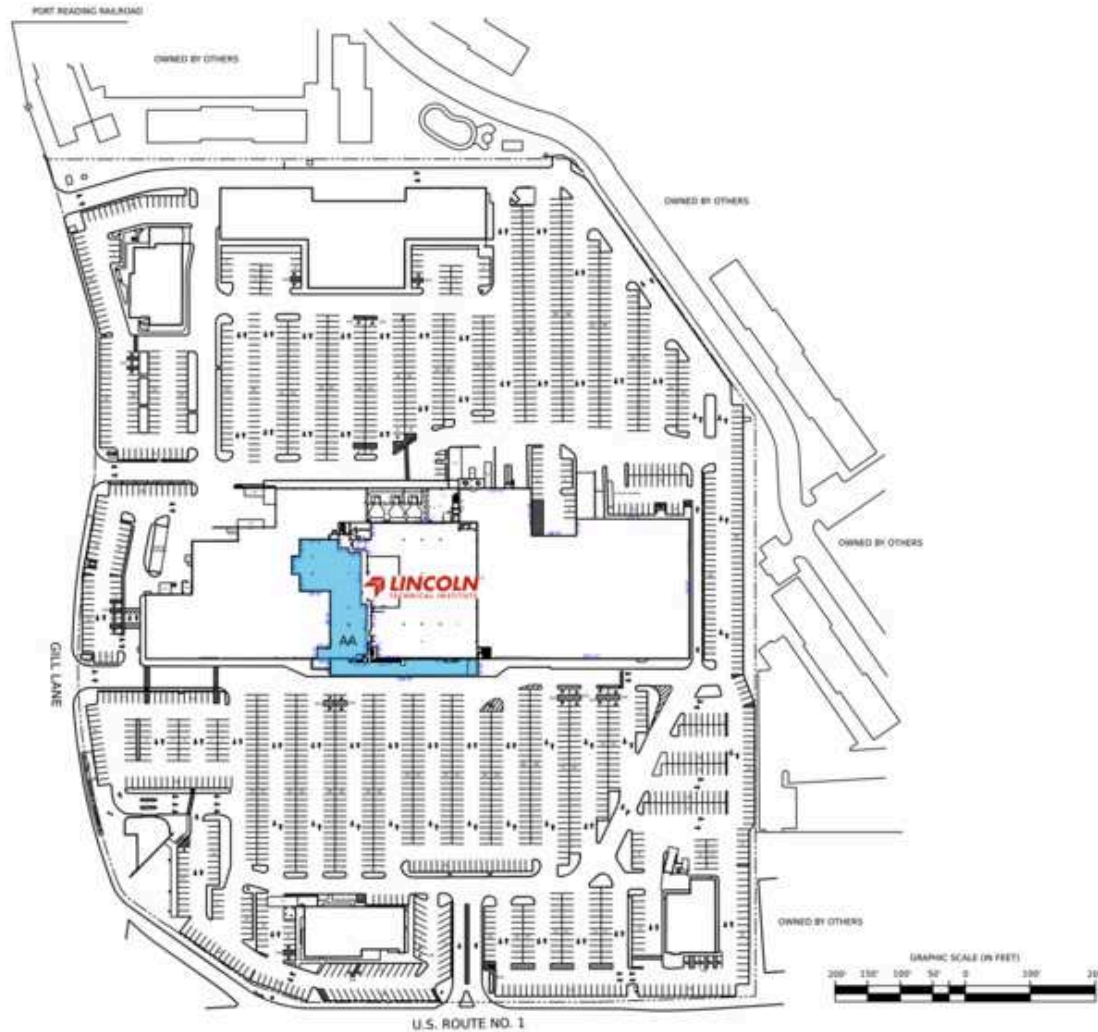 PORT READING RAILROAD
OWNED BY OTHERS
OWNED BY OTHERS
OWNED BY OTHERS
LINCOLN
TECHNICAL INSTITUTE
AA
GILL LANE
OWNED BY OTHERS
GRAPHIC SCALE (IN FEET)
200' 150' 100' 50' 0 100' 20
U.S. ROUTE NO. 1